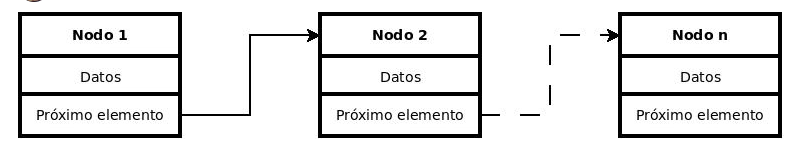 Nodo 1
Datos
Próximo elemento
Nodo 2
Datos
Próximo elemento
Nodo n
Datos
Próximo elemento